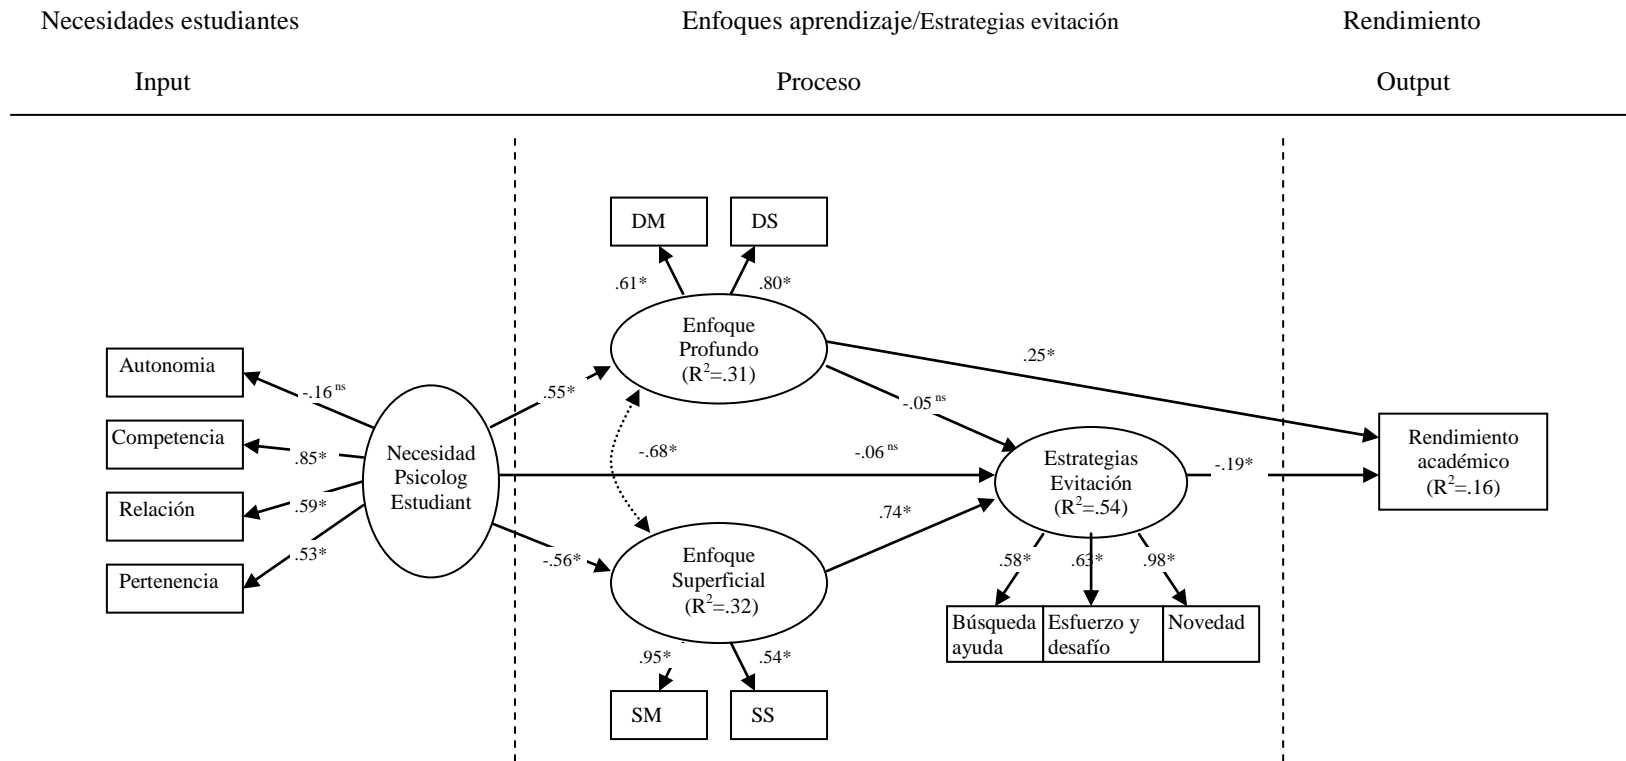 Necesidades estudiantes
Enfoques aprendizaje/Estrategias evitación
Rendimiento
Input
Proceso
Output
DM
DS
.61*
.80*
Enfoque
Profundo
(R²=.31)
Autonomia
-.16 ns
.55*
.25*
-.05 ns
Competencia
.85*
Necesidad
Psicolog
Estudiant
-.68*
-.06 ns
Estrategias
Evitación
(R²=.54)
-.19*
Rendimiento
académico
(R²=.16)
Relación
.59*
.74*
Pertenencia
.53*
-.56*
Enfoque
Superficial
(R²=.32)
.58*
.63*
.98*
Búsqueda
ayuda
Esfuerzo y
desafío
Novedad
.95*
.54*
SM
SS